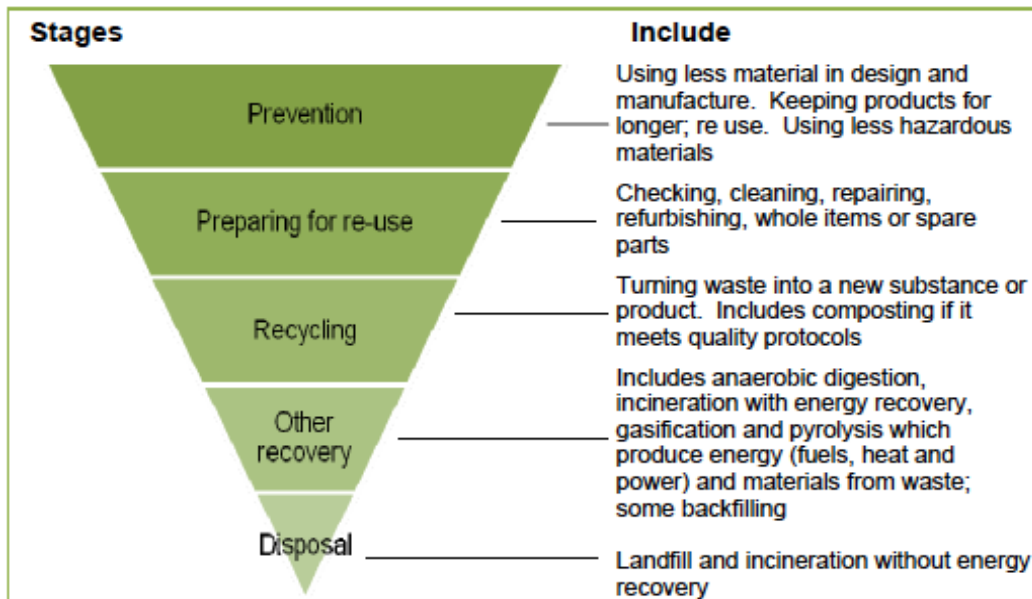 Stages
Include
Prevention
Using less material in design and
manufacture.  Keeping products for
longer; re use.  Using less hazardous
materials
Preparing for re-use
Checking, cleaning, repairing,
refurbishing, whole items or spare
parts
Recycling
Turning waste into a new substance or
product.  Includes composting if it
meets quality protocols
Other
recovery
Includes anaerobic digestion,
incineration with energy recovery,
gasification and pyrolysis which
produce energy (fuels, heat and
power) and materials from waste;
some backfilling
Disposal
Landfill and incineration without energy
recovery